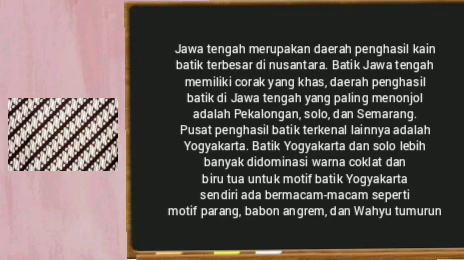 Jawa tengah merupakan daerah penghasil kain
batik terbesar di nusantara. Batik Jawa tengah
memiliki corak yang khas, daerah penghasil
batik di Jawa tengah yang paling menonjol
adalah Pekalongan, solo, dan Semarang.
Pusat penghasil batik terkenal lainnya adalah
Yogyakarta. Batik Yogyakarta dan solo lebih
banyak didominasi warna coklat dan
biru tua untuk motif batik Yogyakarta
sendiri ada bermacam-macam seperti
motif parang, babon angrem, dan Wahyu tumurun